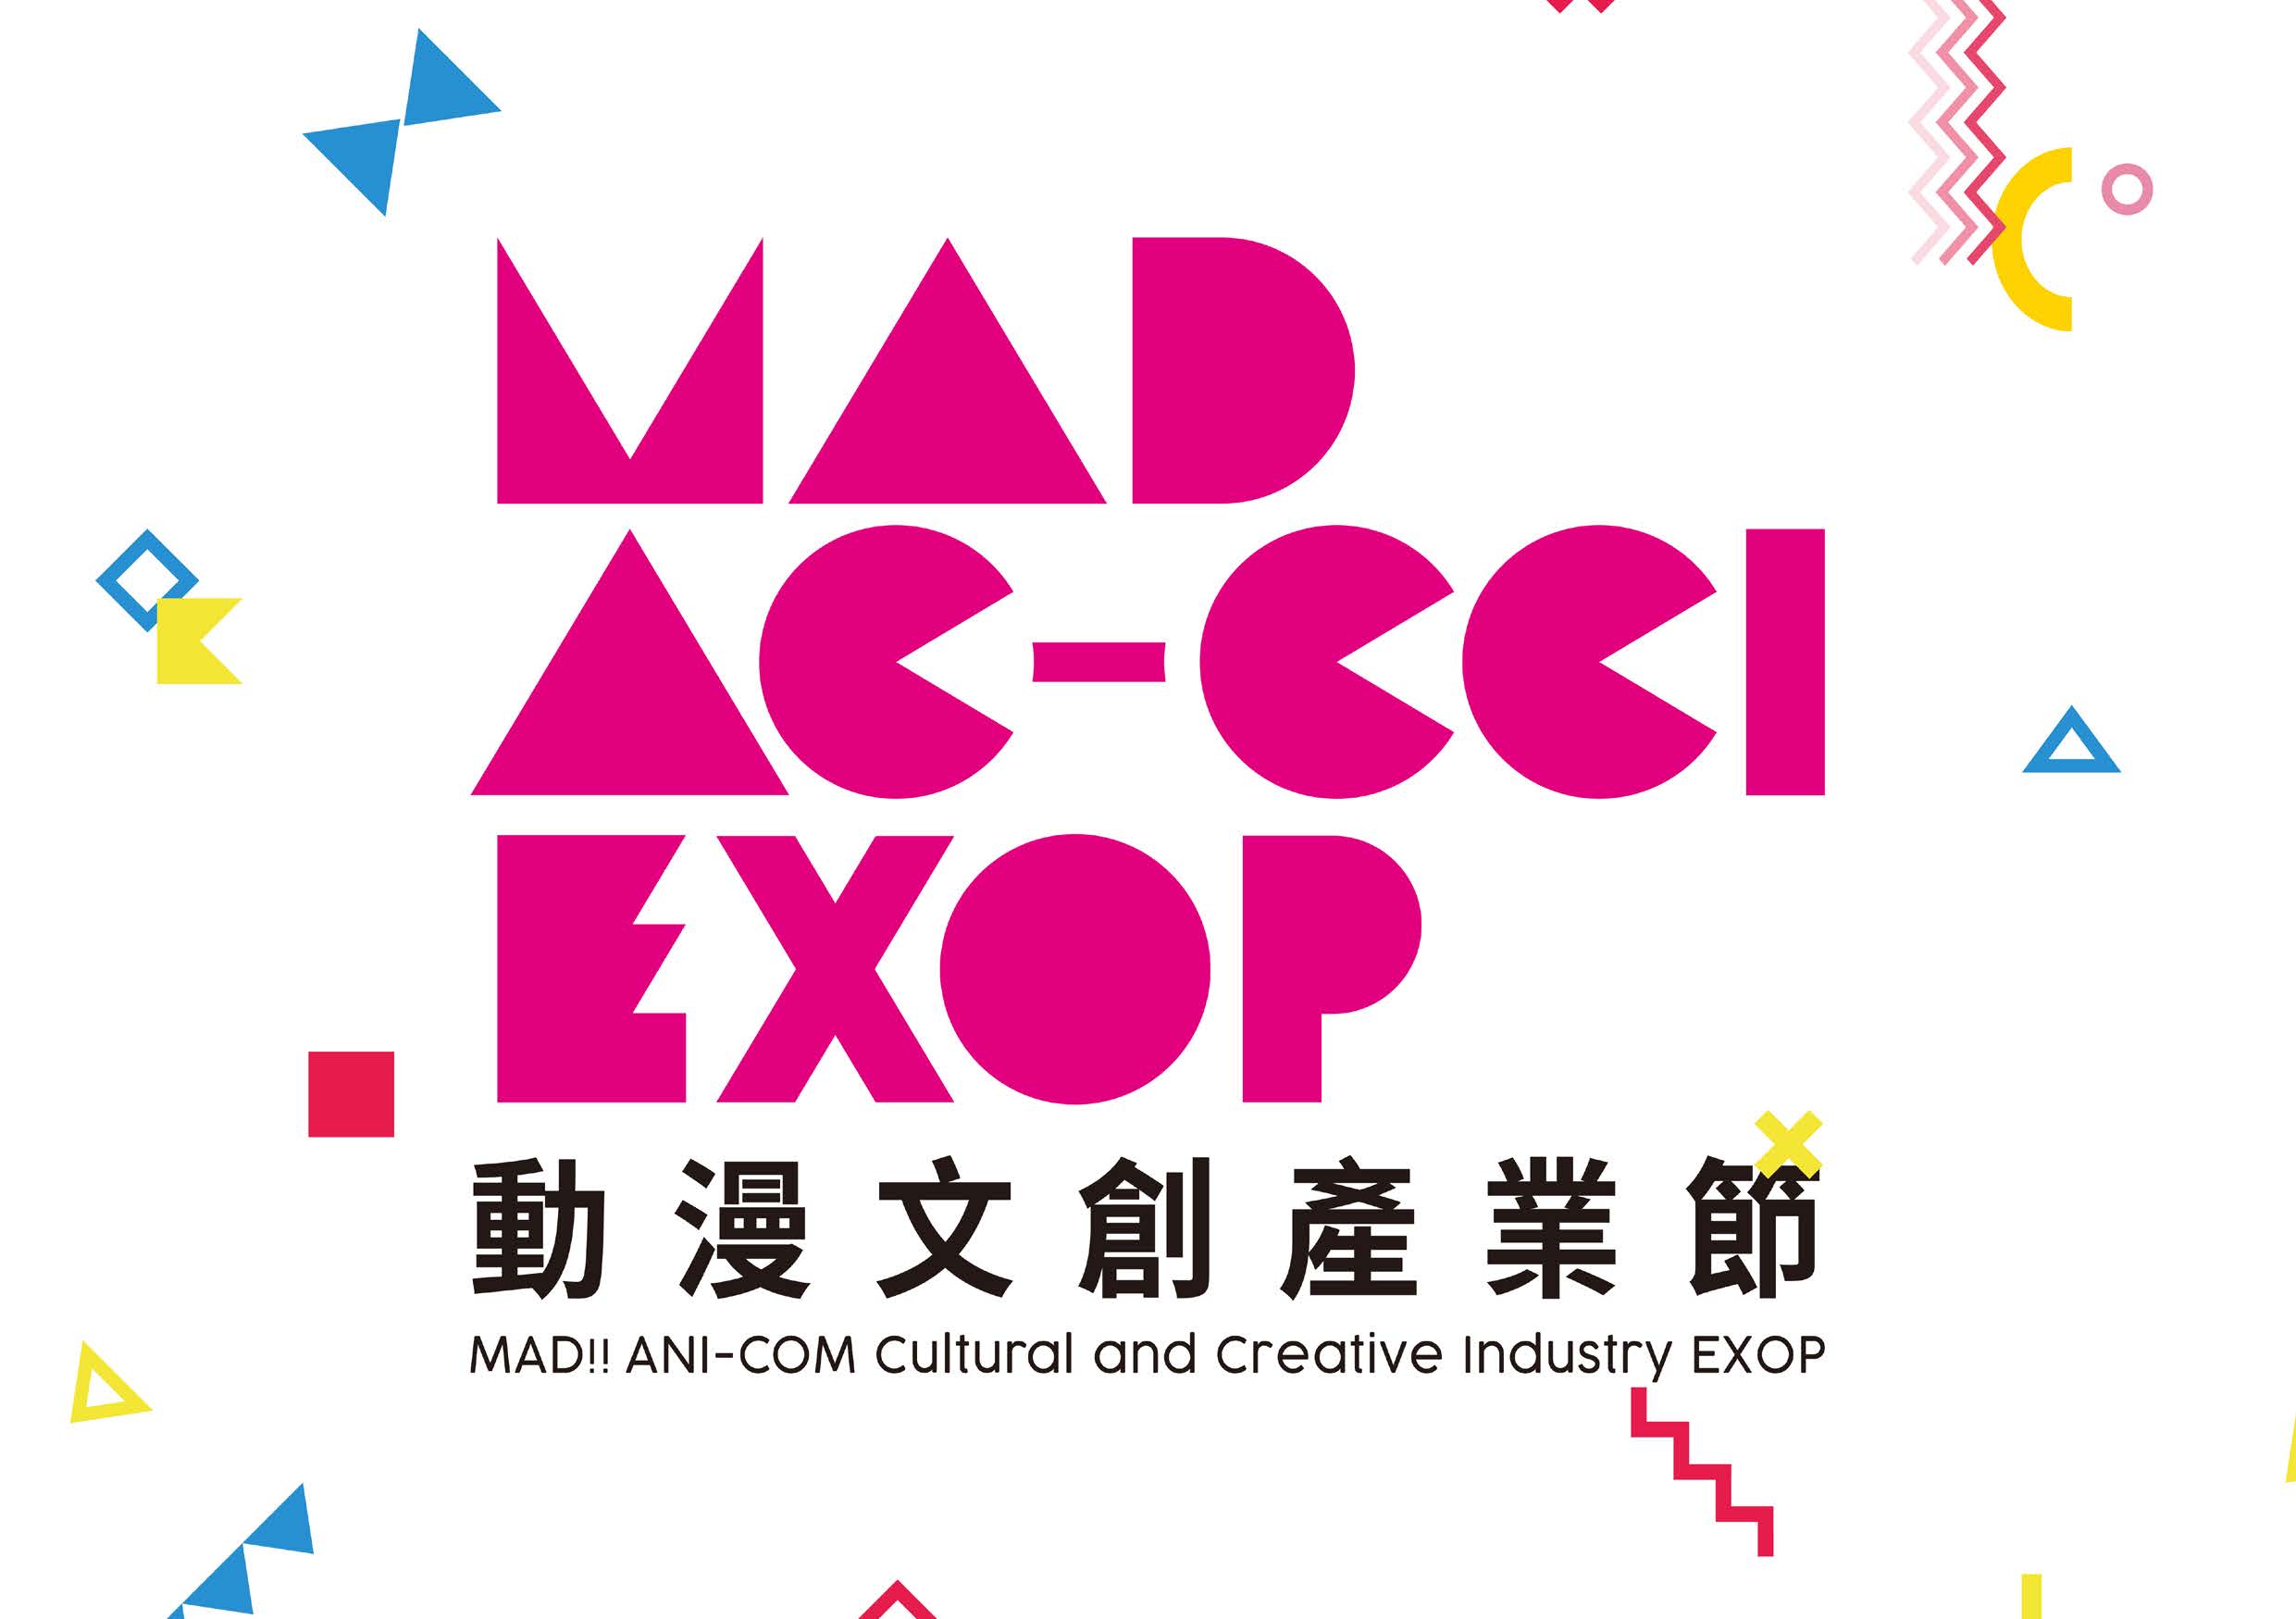 MAD
AC-CCI
EXOP
動漫文創產業節
MAD!! ANI-COM Cultural and Creative Industry EXOP